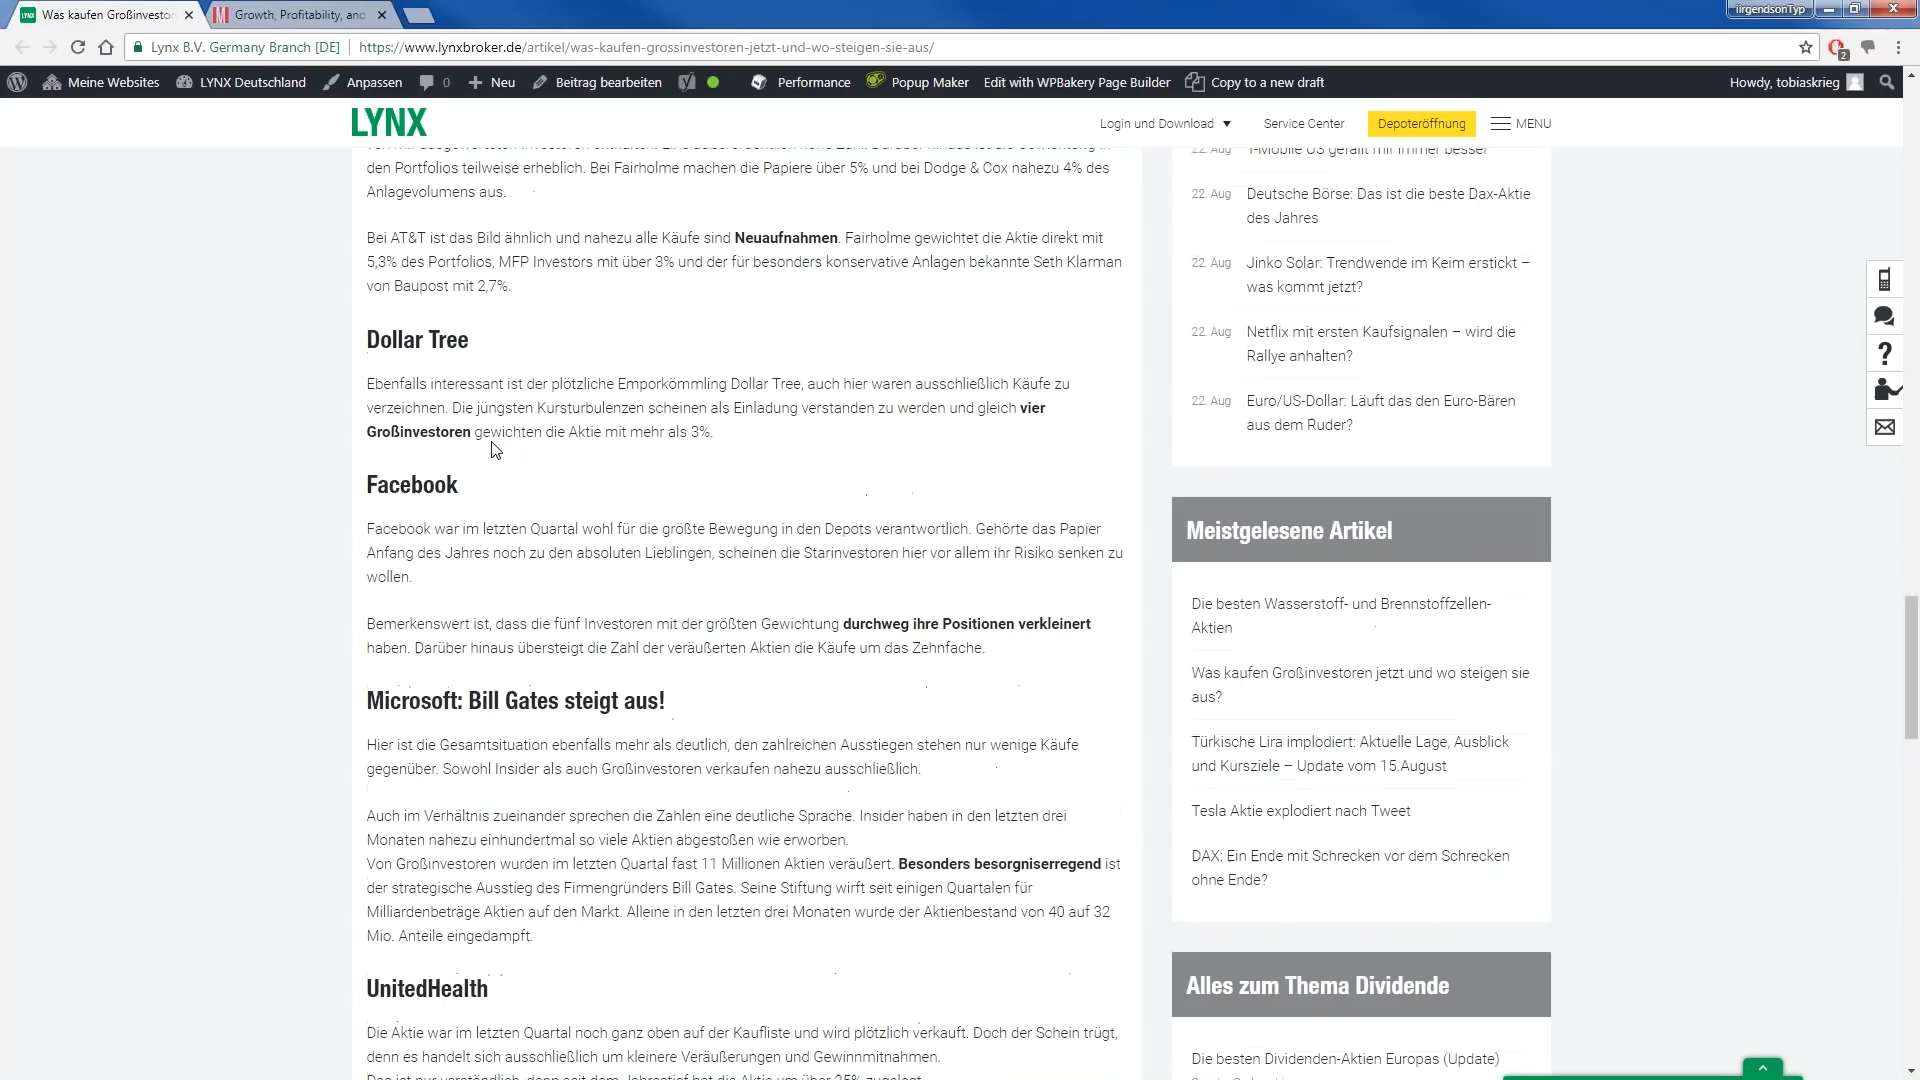 Was kaufen Großinvestor
Growth, Profitability, and
iirgendsonTyp
Lynx B.V. Germany Branch [DE]
https://www.lynxbroker.de/artikel/was-kaufen-grossinvestoren-jetzt-und-wo-steigen-sie-aus/
2
Meine Websites
LYNX Deutschland
Anpassen
0
Neu
Beitrag bearbeiten
Performance
Popup Maker
Edit with WPBakery Page Builder
Copy to a new draft
Howdy, tobiaskrieg
LYNX
Login und Download
Service Center
Depoteröffnung
MENU
den Portfolios teilweise erheblich. Bei Fairholme machen die Papiere über 5% und bei Dodge & Cox nahezu 4% des
Anlagevolumens aus.
Bei AT&T ist das Bild ähnlich und nahezu alle Käufe sind Neuaufnahmen. Fairholme gewichtet die Aktie direkt mit
5,3% des Portfolios, MFP Investors mit über 3% und der für besonders konservative Anlagen bekannte Seth Klarman
von Baupost mit 2,7%.
Dollar Tree
Ebenfalls interessant ist der plötzliche Emporkömmling Dollar Tree, auch hier waren ausschließlich Käufe zu
verzeichnen. Die jüngsten Kursturbulenzen scheinen als Einladung verstanden zu werden und gleich vier
Großinvestoren gewichten die Aktie mit mehr als 3%.
Facebook
Facebook war im letzten Quartal wohl für die größte Bewegung in den Depots verantwortlich. Gehörte das Papier
Anfang des Jahres noch zu den absoluten Lieblingen, scheinen die Starinvestoren hier vor allem ihr Risiko senken zu
wollen.
Bemerkenswert ist, dass die fünf Investoren mit der größten Gewichtung durchweg ihre Positionen verkleinert
haben. Darüber hinaus übersteigt die Zahl der veräußerten Aktien die Käufe um das Zehnfache.
Microsoft: Bill Gates steigt aus!
Hier ist die Gesamtsituation ebenfalls mehr als deutlich, den zahlreichen Ausstiegen stehen nur wenige Käufe
gegenüber. Sowohl Insider als auch Großinvestoren verkaufen nahezu ausschließlich.
Auch im Verhältnis zueinander sprechen die Zahlen eine deutliche Sprache. Insider haben in den letzten drei
Monaten nahezu einhundertmal so viele Aktien abgestoßen wie erworben.
Von Großinvestoren wurden im letzten Quartal fast 11 Millionen Aktien veräußert. Besonders besorgniserregend ist
der strategische Ausstieg des Firmengründers Bill Gates. Seine Stiftung wirft seit einigen Quartalen für
Milliardenbeträge Aktien auf den Markt. Alleine in den letzten drei Monaten wurde der Aktienbestand von 40 auf 32
Mio. Anteile eingedampft.
UnitedHealth
Die Aktie war im letzten Quartal noch ganz oben auf der Kaufliste und wird plötzlich verkauft. Doch der Schein trügt,
denn es handelt sich ausschließlich um kleinere Veräußerungen und Gewinnmitnahmen.
22. Aug T-Mobile US gefällt mir immer besser
22. Aug Deutsche Börse: Das ist die beste Dax-Aktie
des Jahres
22. Aug Jinko Solar: Trendwende im Keim erstickt –
was kommt jetzt?
22. Aug Netflix mit ersten Kaufsignalen – wird die
Rallye anhalten?
22. Aug Euro/US-Dollar: Läuft das den Euro-Bären
aus dem Ruder?
Meistgelesene Artikel
Die besten Wasserstoff- und Brennstoffzellen-
Aktien
Was kaufen Großinvestoren jetzt und wo steigen sie
aus?
Türkische Lira implodiert: Aktuelle Lage, Ausblick
und Kursziele – Update vom 15.August
Tesla Aktie explodiert nach Tweet
DAX: Ein Ende mit Schrecken vor dem Schrecken
ohne Ende?
Alles zum Thema Dividende
Die besten Dividenden-Aktien Europas (Update)